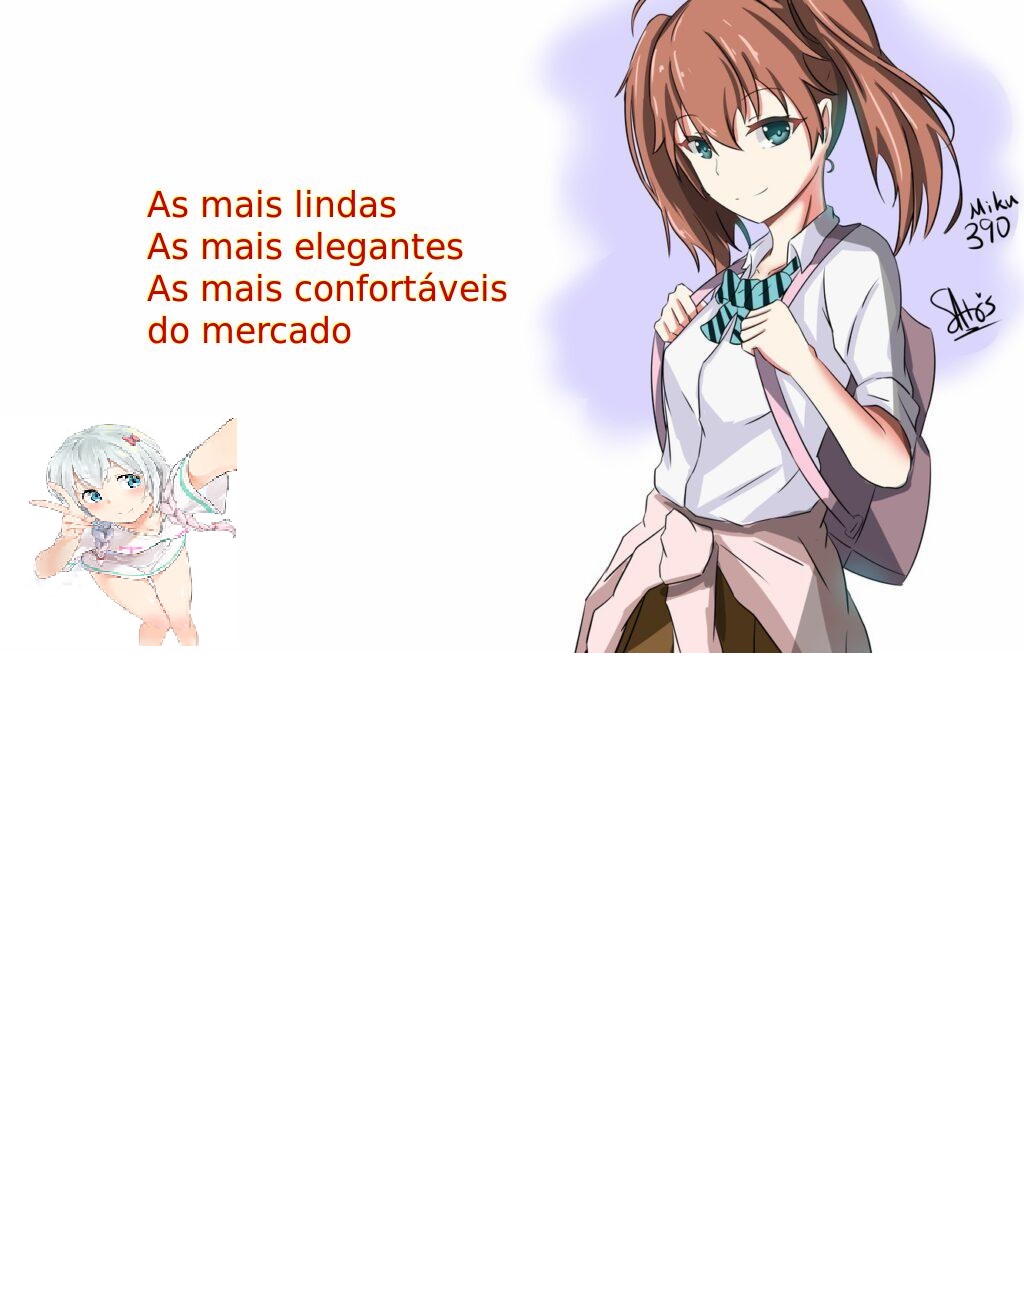 As mais lindas
As mais elegantes
As mais confortáveis
do mercado
Miku
390